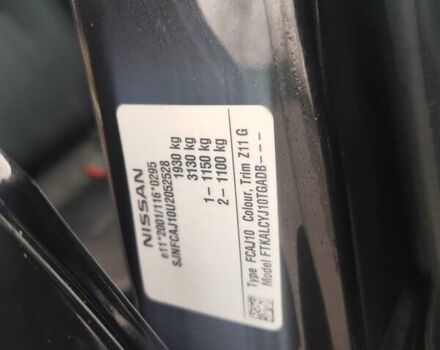 NISSAN
e11*2001/116*0295
SJNFCAJ10U2052528
1930 kg
3130 kg
1 – 1150 kg
2 – 1100 kg
Type FCAJ10 Colour, Trim Z11 G
Model FTKALCYJ10TGADB – – –